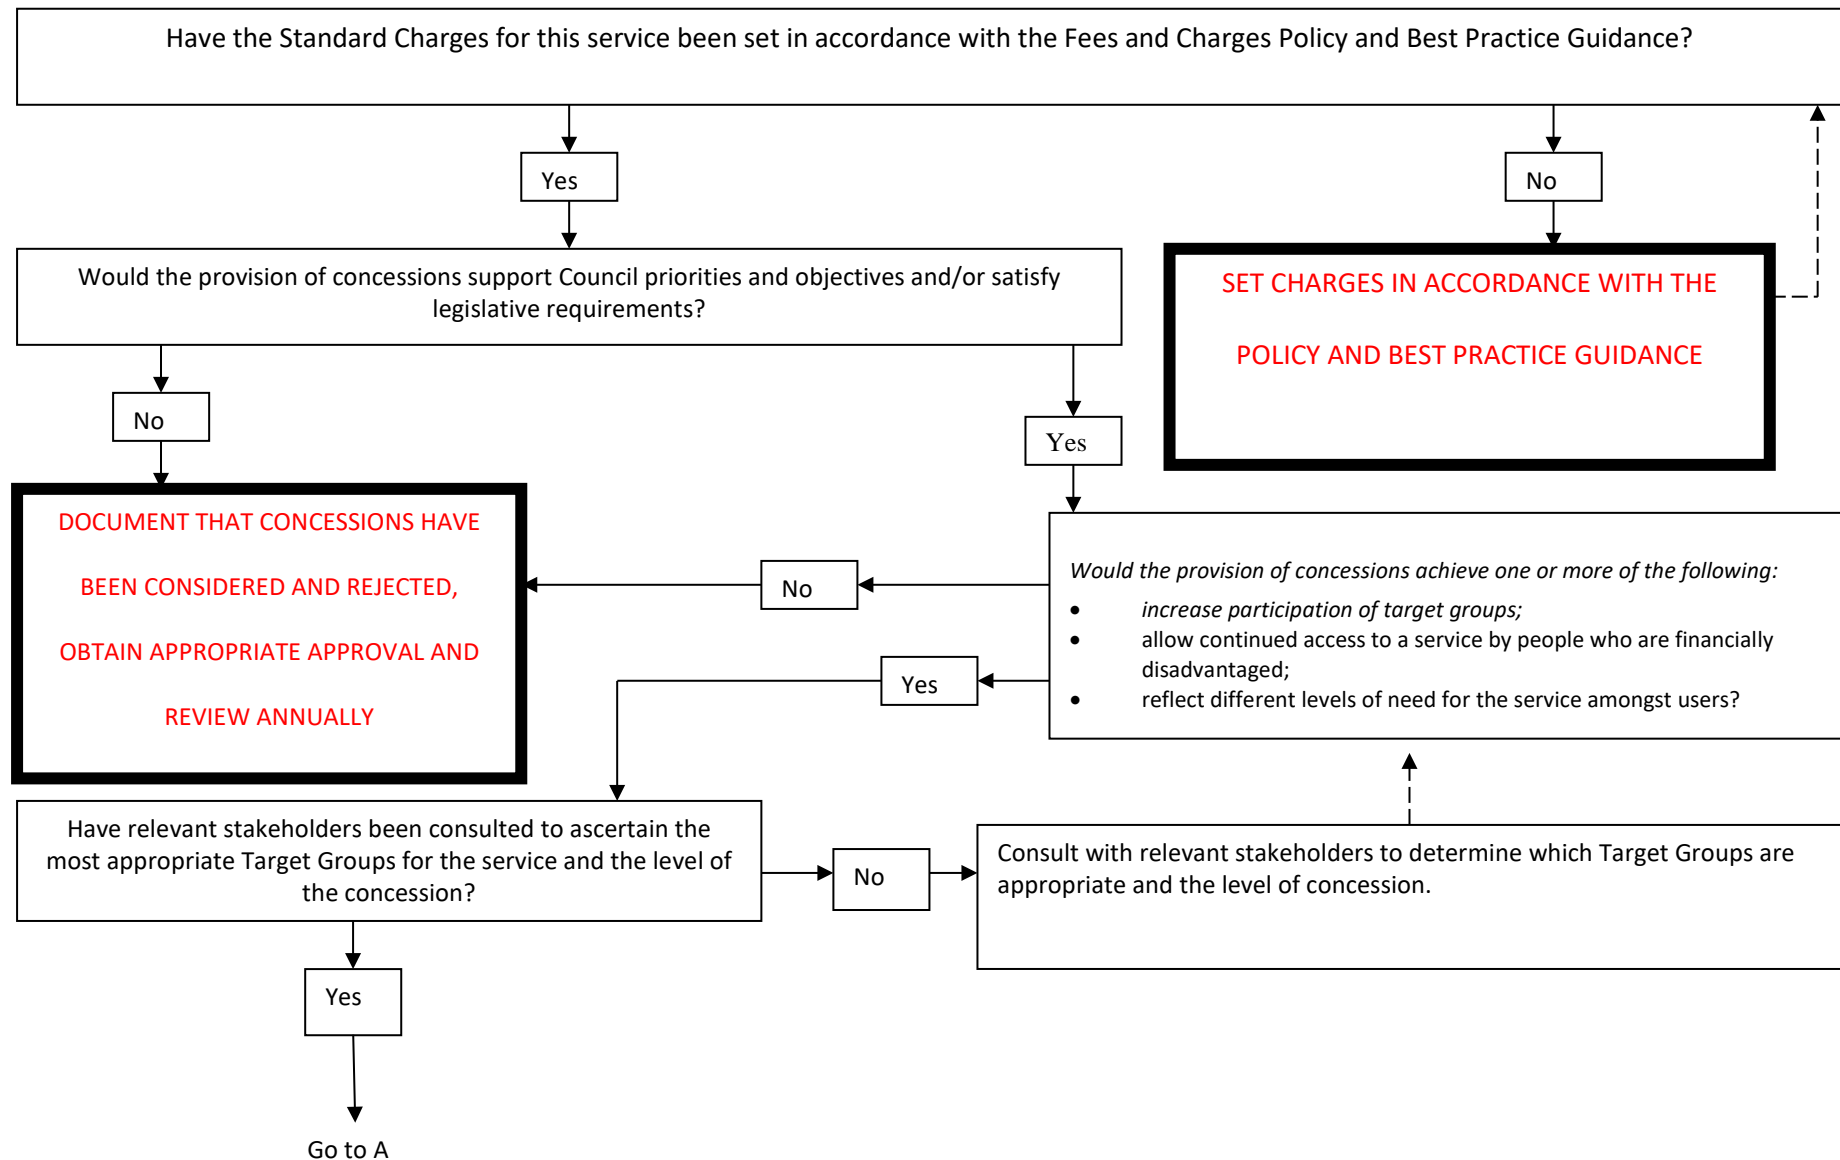 Have the Standard Charges for this service been set in accordance with the Fees and Charges Policy and Best Practice Guidance?
Yes
No
Would the provision of concessions support Council priorities and objectives and/or satisfy
legislative requirements?
SET CHARGES IN ACCORDANCE WITH THE
POLICY AND BEST PRACTICE GUIDANCE
No
Yes
DOCUMENT THAT CONCESSIONS HAVE
BEEN CONSIDERED AND REJECTED,
OBTAIN APPROPRIATE APPROVAL AND
REVIEW ANNUALLY
No
Would the provision of concessions achieve one or more of the following:
• increase participation of target groups;
• allow continued access to a service by people who are financially
disadvantaged;
• reflect different levels of need for the service amongst users?
Yes
Have relevant stakeholders been consulted to ascertain the
most appropriate Target Groups for the service and the level of
the concession?
No
Consult with relevant stakeholders to determine which Target Groups are
appropriate and the level of concession.
Yes
Go to A